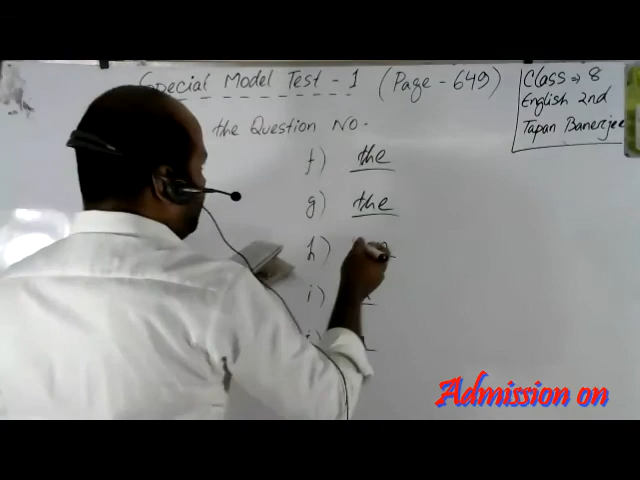 Special Model Test - 1 (Page - 649)
Class ⇒ 8
English 2nd
Tapan Banerjee
the Question NO-
f) the
g) the
h)
i)
Admission on